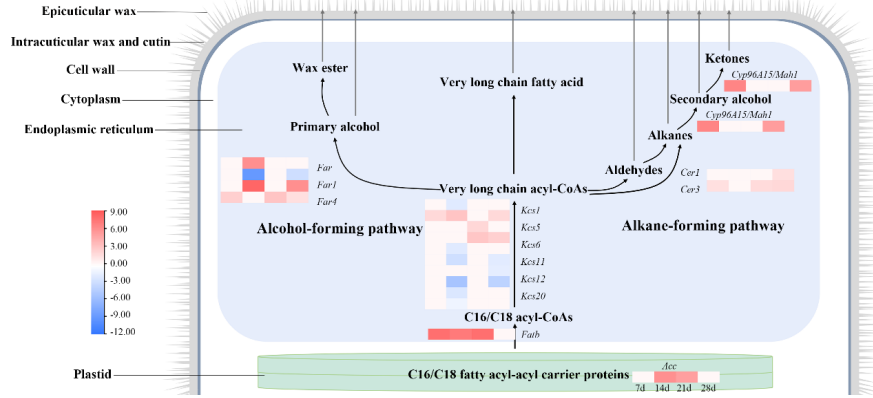 Epicuticular wax
Intracuticular wax and cutin
Cell wall
Cytoplasm
Endoplasmic reticulum
Ketones
Cyp96A15/Mah1
Wax ester
Very long chain fatty acid
Secondary alcohol
Cyp96A15/Mah1
Primary alcohol
Alkanes
Aldehydes
Far
Far1
Far4
Very long chain acyl-CoAs
Cer1
Cer3
Alcohol-forming pathway
Kcs1
Kcs5
Kcs6
Kcs11
Kcs12
Kcs20
Alkane-forming pathway
9.00
6.00
3.00
0.00
-3.00
-6.00
-9.00
-12.00
C16/C18 acyl-CoAs
Fatb
Plastid
C16/C18 fatty acyl-acyl carrier proteins
Acc
7d 14d 21d 28d